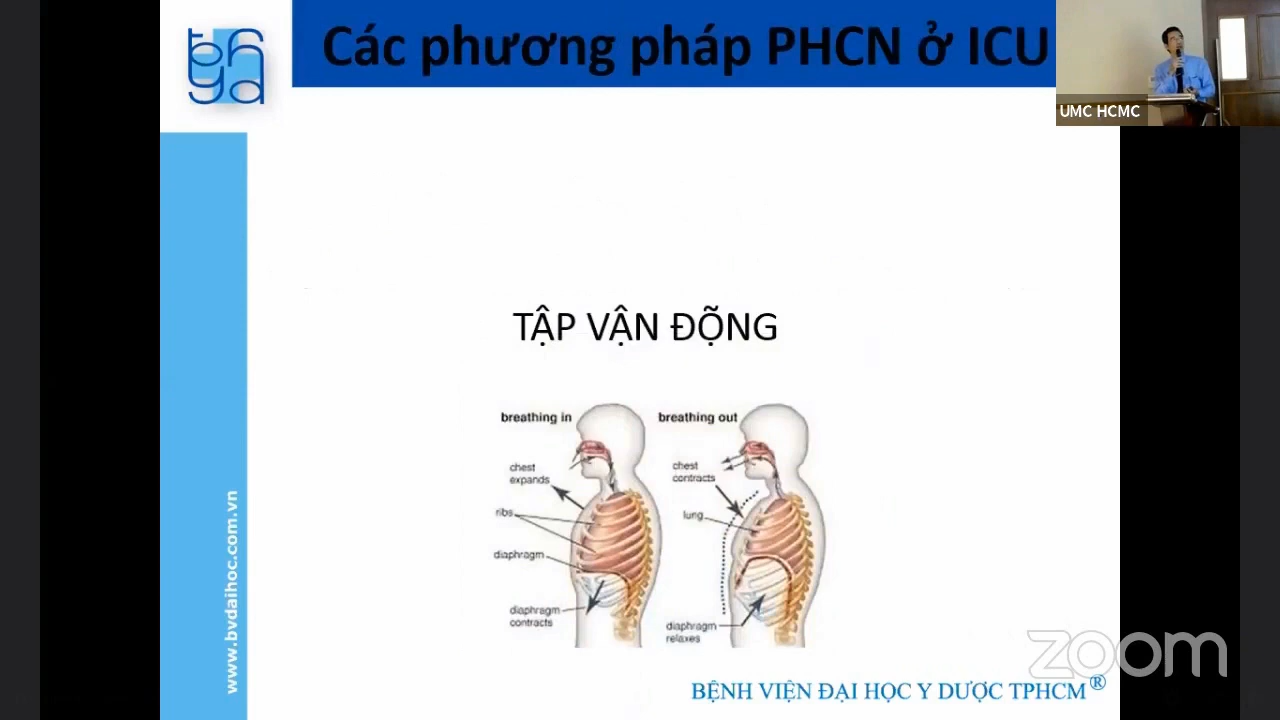 Các phương pháp PHCN ở ICU
UMC HCMC
TẬP VẬN ĐỘNG
breathing in
breathing out
chest
expands
chest
contracts
ribs
lung
diaphragm
diaphragm
contracts
diaphragm
relaxes
www.bvdaihoc.com.vn
zoom
BỆNH VIỆN ĐẠI HỌC Y DƯỢC TPHCM®